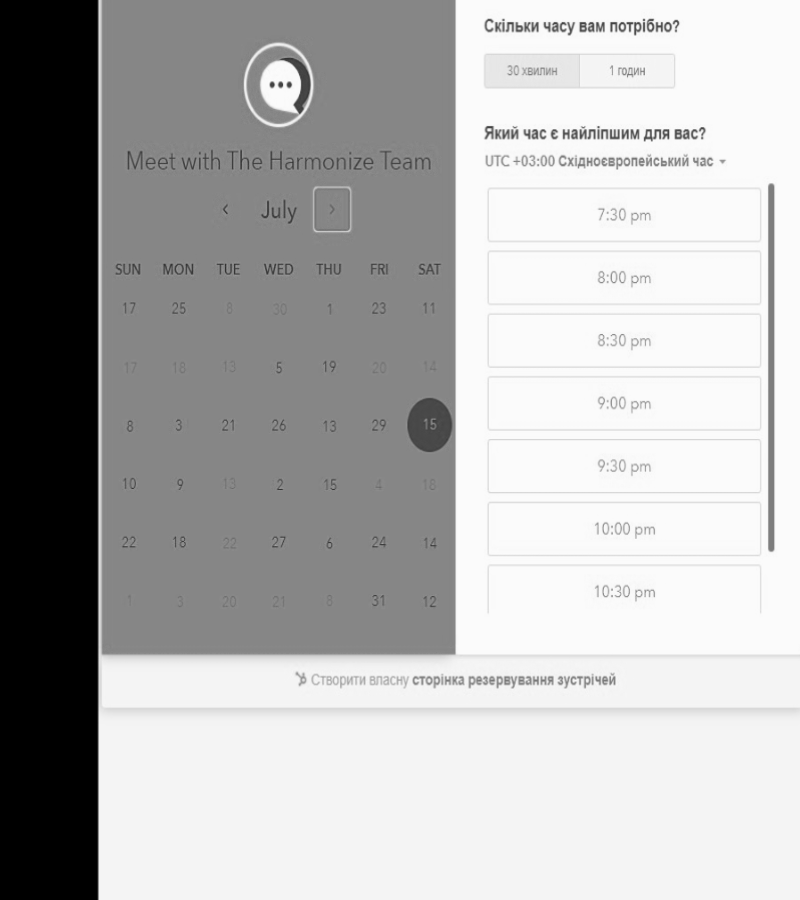 Meet with The Harmonize Team
‹ July ›
SUN MON TUE WED THU FRI SAT
17 25 8 30 1 23 11
17 18 13 5 19 20 14
8 3 21 26 13 29 15
10 9 13 2 15 4 18
22 18 22 27 6 24 14
1 3 20 21 8 31 12
Скільки часу вам потрібно?
30 хвилин 1 годин
Який час є найліпшим для вас?
UTC +03:00 Східноєвропейський час
7:30 pm
8:00 pm
8:30 pm
9:00 pm
9:30 pm
10:00 pm
10:30 pm
Створити власну сторінка резервування зустрічей